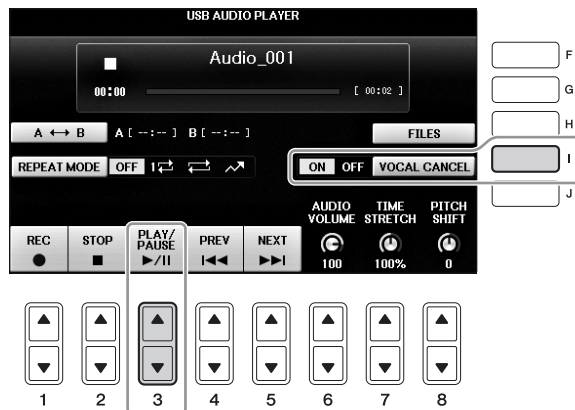 USB AUDIO PLAYER
Audio_001
00:00 [ 00:02 ]
A ↔ B A [ --:-- ] B [ --:-- ] FILES
REPEAT MODE OFF 1 ON OFF VOCAL CANCEL
AUDIO VOLUME TIME STRETCH PITCH SHIFT
REC STOP PLAY/PAUSE PREV NEXT
100 100% 0
F
G
H
I
J
1 2 3 4 5 6 7 8